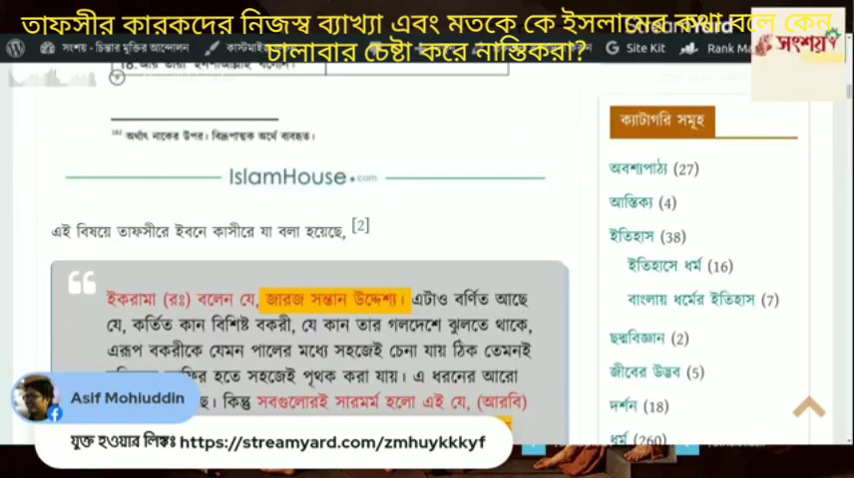 তাফসীর কারকদের নিজস্ব ব্যাখ্যা এবং মতকে কে ইসলামের কথা বলে কেন
চালাবার চেষ্টা করে নাস্তিকরা?
StreamYard
সংশয় - চিন্তার মুক্তির আন্দোলন
Site Kit
সংশয়
১৮২ অর্থাৎ নাকের উপর। বিদ্রূপাত্মক অর্থে ব্যবহৃত।
IslamHouse.com
এই বিষয়ে তাফসীরে ইবনে কাসীরে যা বলা হয়েছে, [2]
ইকরামা (রঃ) বলেন যে, জারজ সন্তান উদ্দেশ্য। এটাও বর্ণিত আছে
যে, কর্তিত কান বিশিষ্ট বকরী, যে কান তার গলদেশে ঝুলতে থাকে,
এরূপ বকরীকে যেমন পালের মধ্যে সহজেই চেনা যায় ঠিক তেমনই
হতে সহজেই পৃথক করা যায়। এ ধরনের আরো
কিন্তু সবগুলোরই সারমর্ম হলো এই যে, (আরবি)
ক্যাটাগরি সমূহ
অবশ্যপাঠ্য (27)
আস্তিক্য (4)
ইতিহাস (38)
ইতিহাসে ধর্ম (16)
বাংলায় ধর্মের ইতিহাস (7)
ছদ্মবিজ্ঞান (2)
জীবের উদ্ভব (5)
দর্শন (18)
ধর্ম (260)
Asif Mohiuddin
যুক্ত হওয়ার লিঙ্কঃ https://streamyard.com/zmhuykkkyf